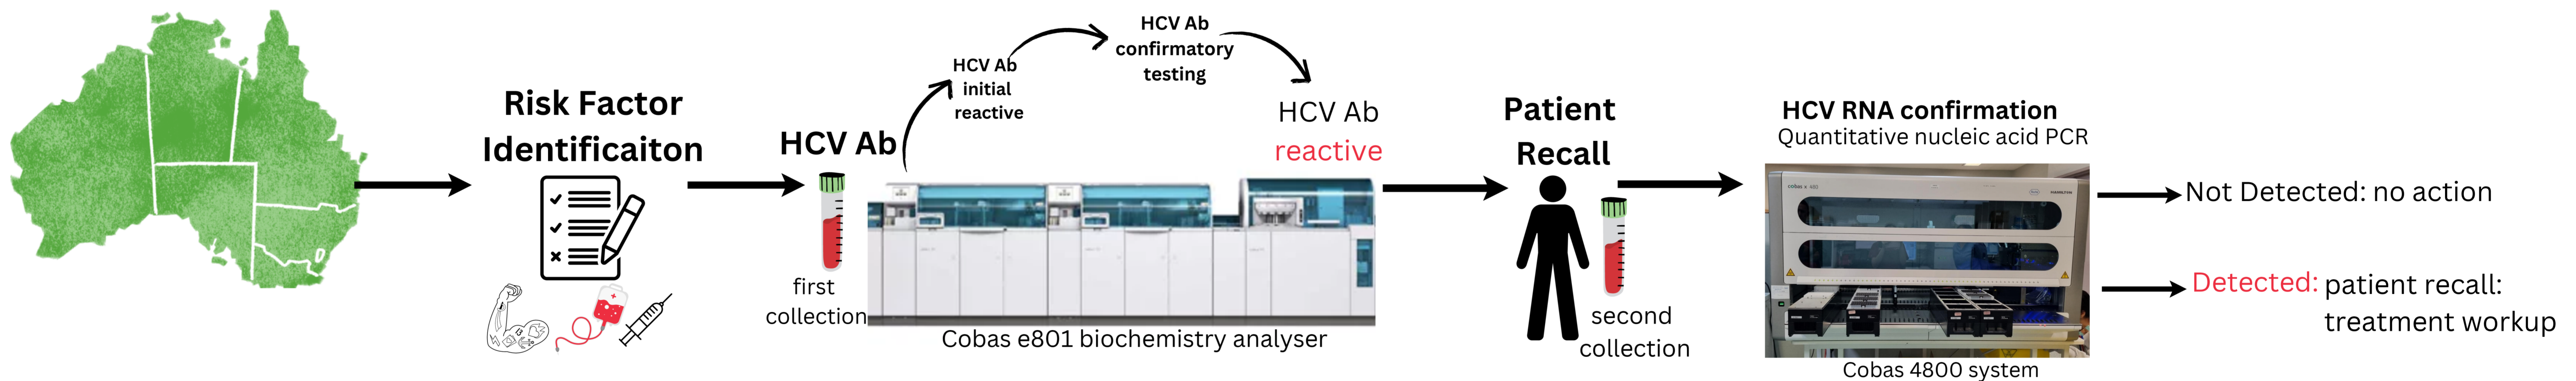 Risk Factor
Identificaiton
HCV Ab
first
collection
HCV Ab
initial
reactive
HCV Ab
confirmatory
testing
HCV Ab
reactive
Cobas e801 biochemistry analyser
Patient
Recall
second
collection
HCV RNA confirmation
Quantitative nucleic acid PCR
HAMILTON
Cobas 4800 system
Not Detected: no action
Detected: patient recall:
treatment workup